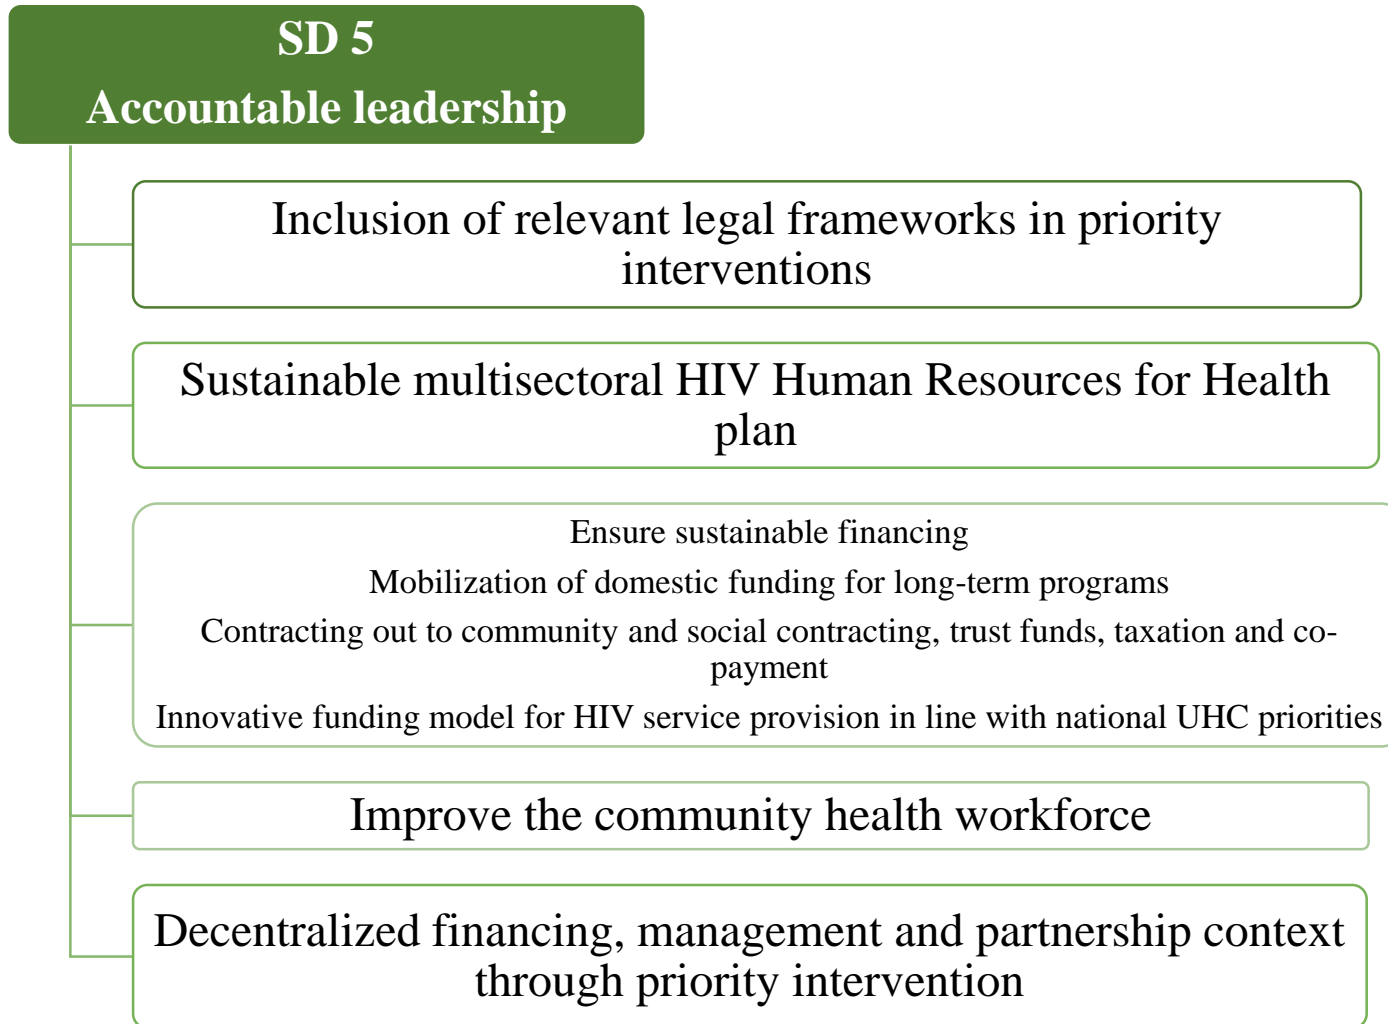 SD 5
Accountable leadership
Inclusion of relevant legal frameworks in priority
interventions
Sustainable multisectoral HIV Human Resources for Health
plan
Ensure sustainable financing
Mobilization of domestic funding for long-term programs
Contracting out to community and social contracting, trust funds, taxation and co-
payment
Innovative funding model for HIV service provision in line with national UHC priorities
Improve the community health workforce
Decentralized financing, management and partnership context
through priority intervention